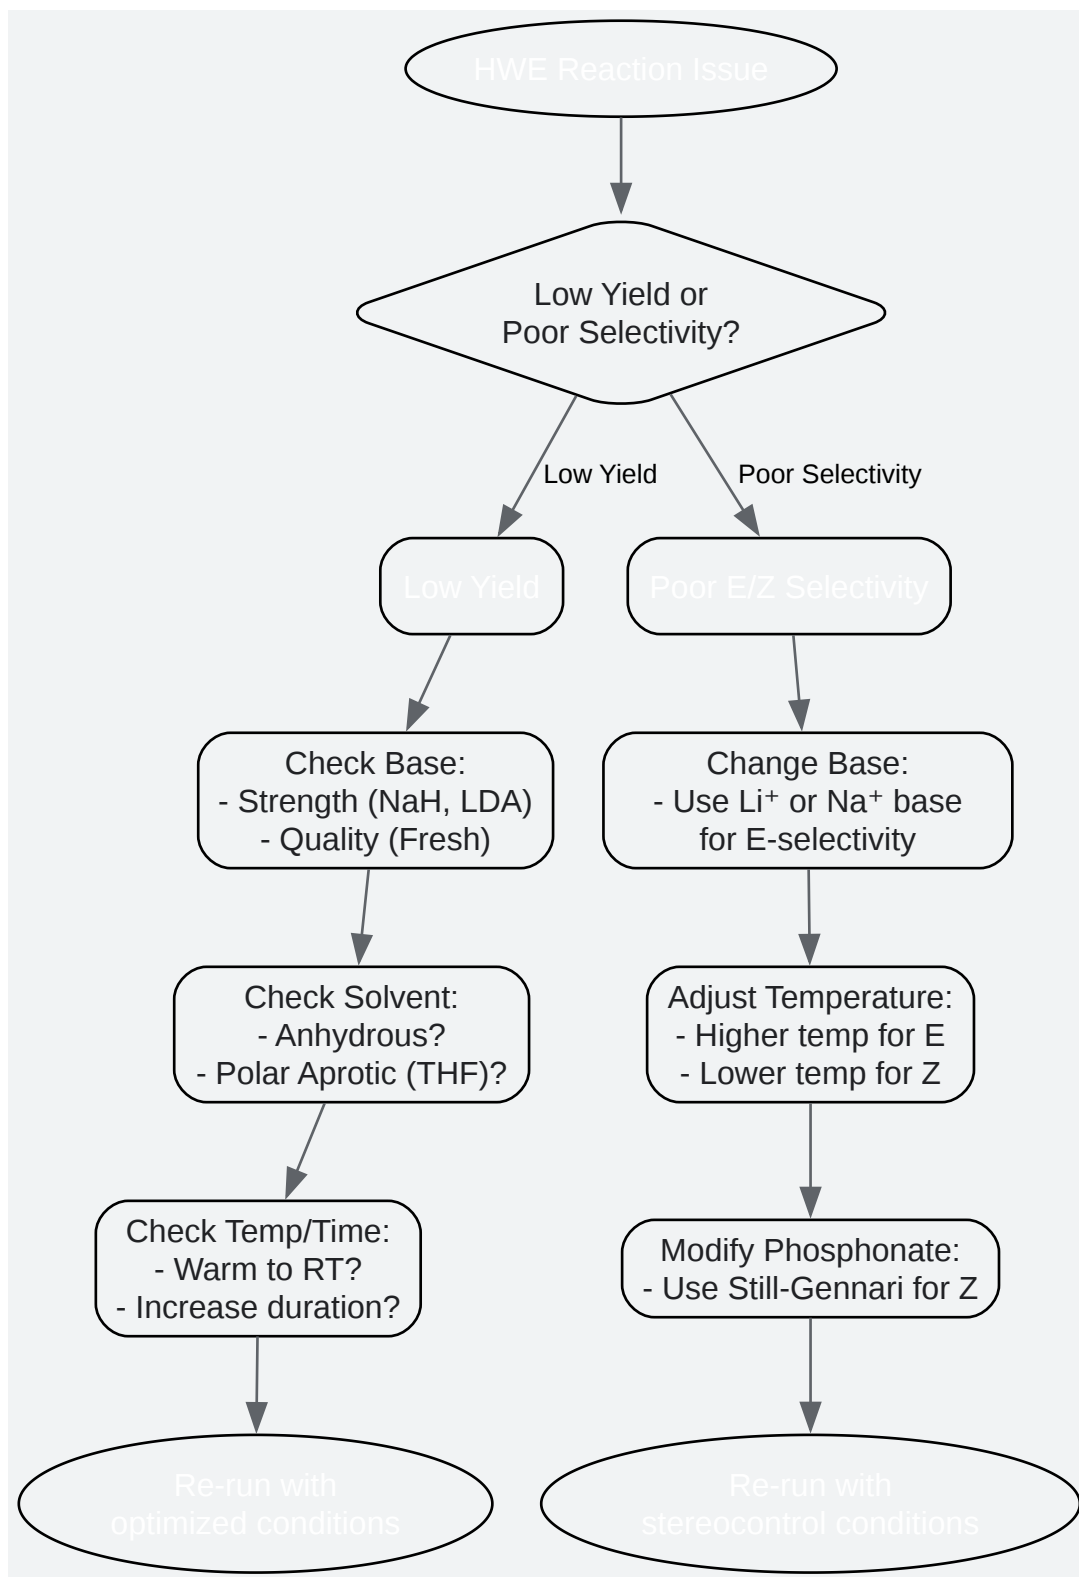 HWE Reaction Issue
Low Yield or
Poor Selectivity?
Low Yield
Poor Selectivity
Low Yield
Poor E/Z Selectivity
Check Base:
- Strength (NaH, LDA)
- Quality (Fresh)
Change Base:
- Use Li⁺ or Na⁺ base
for E-selectivity
Check Solvent:
- Anhydrous?
- Polar Aprotic (THF)?
Adjust Temperature:
- Higher temp for E
- Lower temp for Z
Check Temp/Time:
- Warm to RT?
- Increase duration?
Modify Phosphonate:
- Use Still-Gennari for Z
Re-run with
optimized conditions
Re-run with
stereocontrol conditions